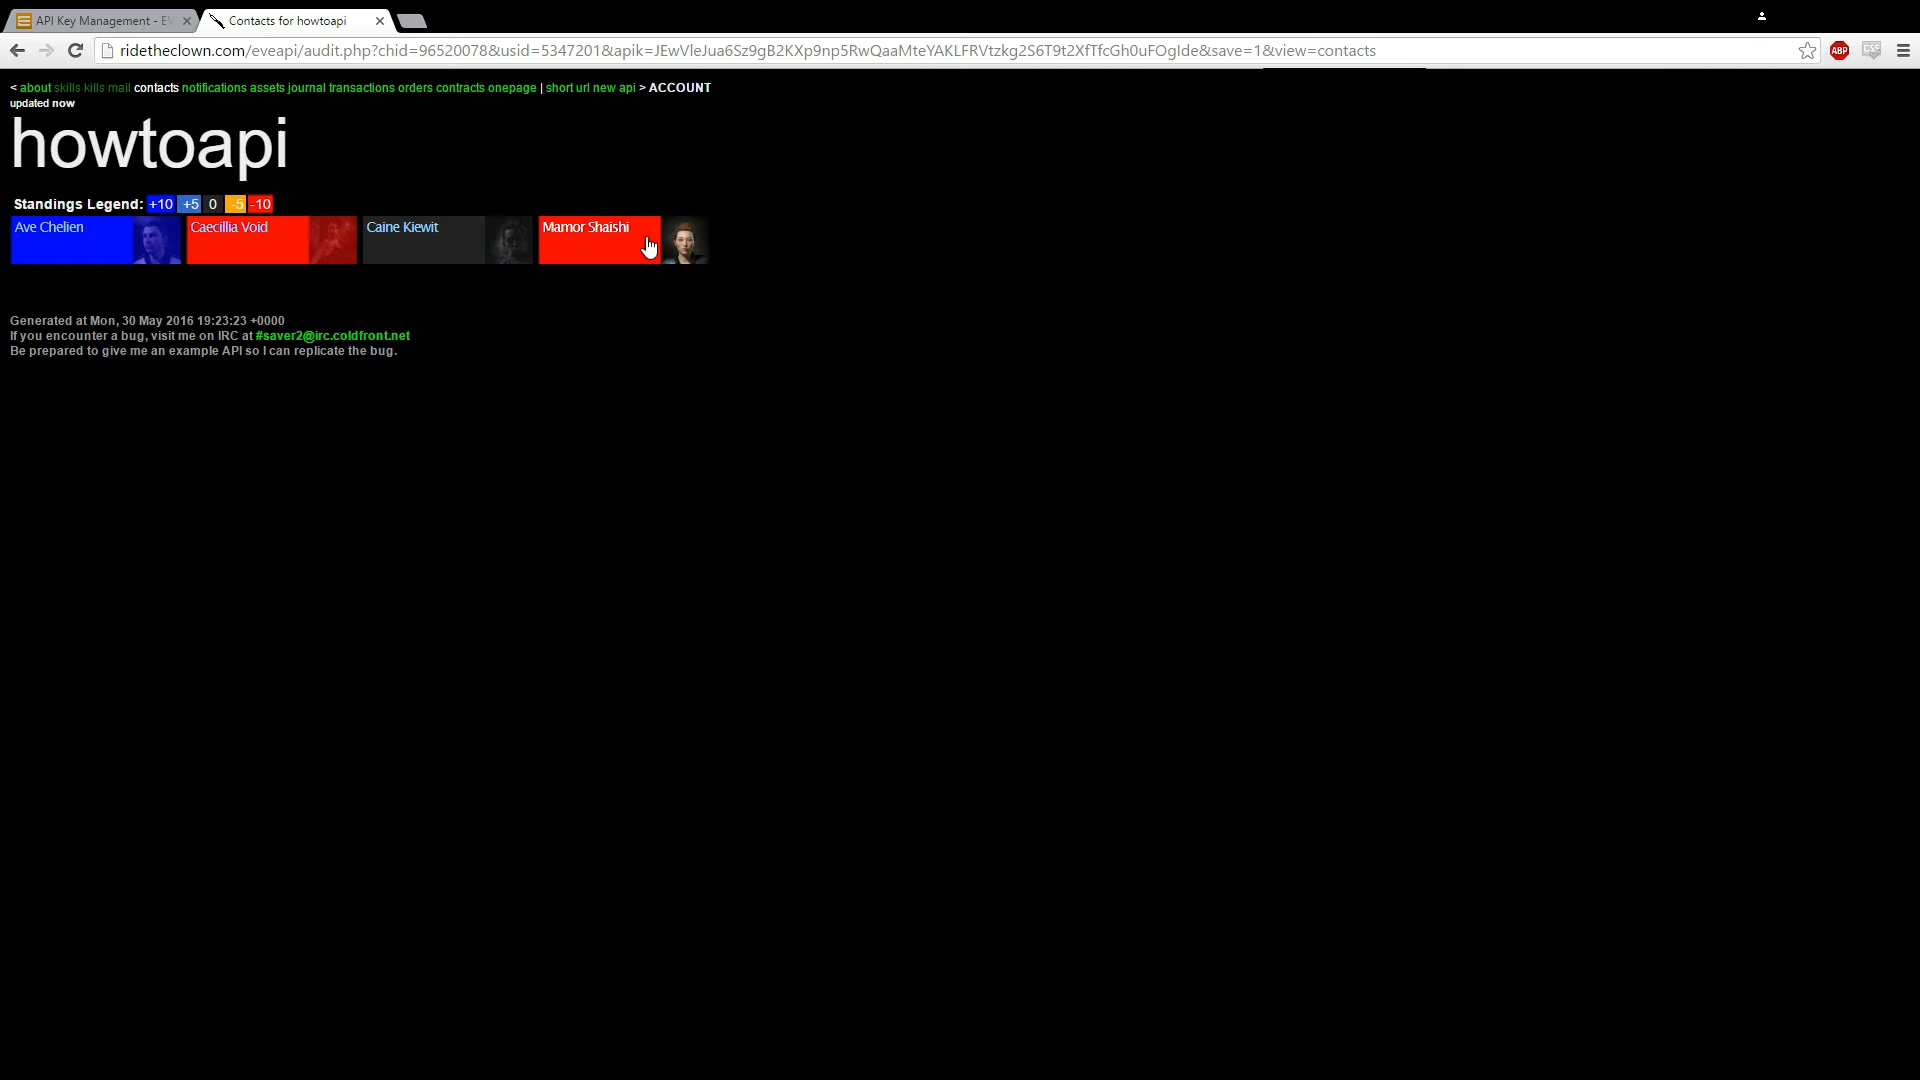 API Key Management - EV
Contacts for howtoapi
ridetheclown.com/eveapi/audit.php?chid=96520078&usid=5347201&apik=JEwVleJua6Sz9gB2KXp9np5RwQaaMteYAKLFRVtzkg2S6T9t2XfTfcGh0uFOgIde&save=1&view=contacts
ABP
< about skills kills mail contacts notifications assets journal transactions orders contracts onepage | short url new api > ACCOUNT
updated now
howtoapi
Standings Legend: +10 +5 0 -5 -10
Ave Chelien
Caecillia Void
Caine Kiewit
Mamor Shaishi
Generated at Mon, 30 May 2016 19:23:23 +0000
If you encounter a bug, visit me on IRC at #saver2@irc.coldfront.net
Be prepared to give me an example API so I can replicate the bug.